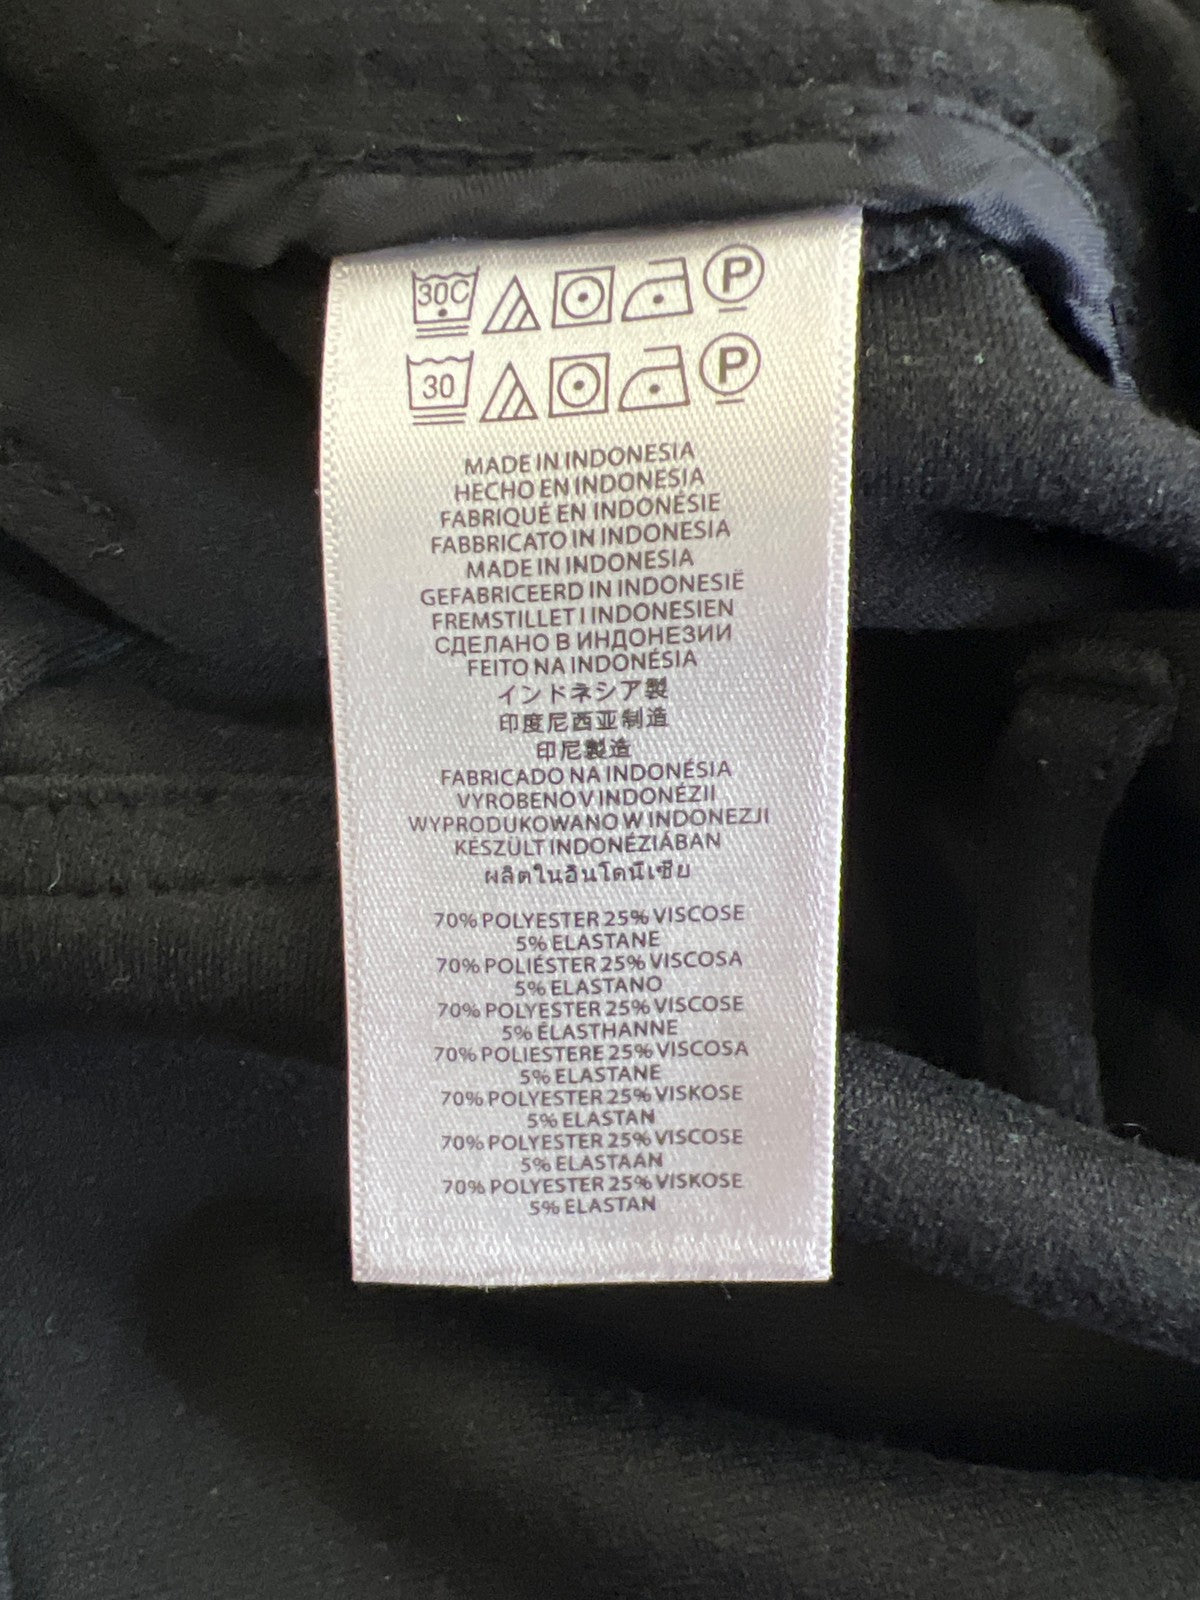 30C P
30 P
MADE IN INDONESIA
HECHO EN INDONESIA
FABRIQUÉ EN INDONÉSIE
FABBRICATO IN INDONESIA
MADE IN INDONESIA
GEFABRICEERD IN INDONESIË
FREMSTILLET I INDONESIEN
СДЕЛАНО В ИНДОНЕЗИИ
FEITO NA INDONÉSIA
インドネシア製
印度尼西亚制造
印尼製造
FABRICADO NA INDONÉSIA
VYROBENO V INDONÉZII
WYPRODUKOWANO W INDONEZJI
KÉSZÜLT INDONÉZIÁBAN
ผลิตในอินโดนีเซีย
70% POLYESTER 25% VISCOSE
5% ELASTANE
70% POLIÉSTER 25% VISCOSA
5% ELASTANO
70% POLYESTER 25% VISCOSE
5% ÉLASTHANNE
70% POLIESTERE 25% VISCOSA
5% ELASTANE
70% POLYESTER 25% VISKOSE
5% ELASTAN
70% POLYESTER 25% VISCOSE
5% ELASTAAN
70% POLYESTER 25% VISKOSE
5% ELASTAN